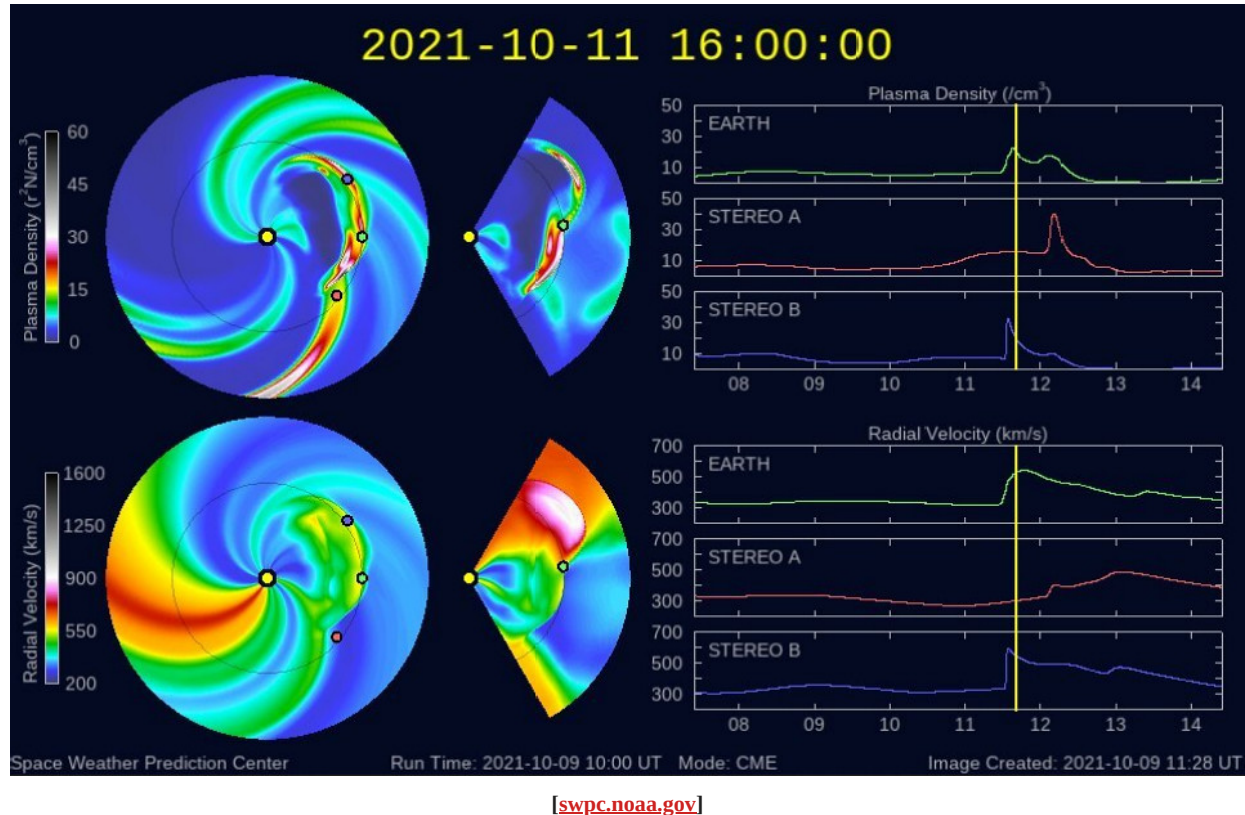 2021-10-11 16:00:00
Plasma Density (r²N/cm³)
60
45
30
15
0
Plasma Density (/cm³)
50
30
10
EARTH
50
30
10
STEREO A
50
30
10
STEREO B
08 09 10 11 12 13 14
Radial Velocity (km/s)
1600
1250
900
550
200
Radial Velocity (km/s)
700
500
300
EARTH
700
500
300
STEREO A
700
500
300
STEREO B
08 09 10 11 12 13 14
Space Weather Prediction Center Run Time: 2021-10-09 10:00 UT Mode: CME Image Created: 2021-10-09 11:28 UT
[swpc.noaa.gov]